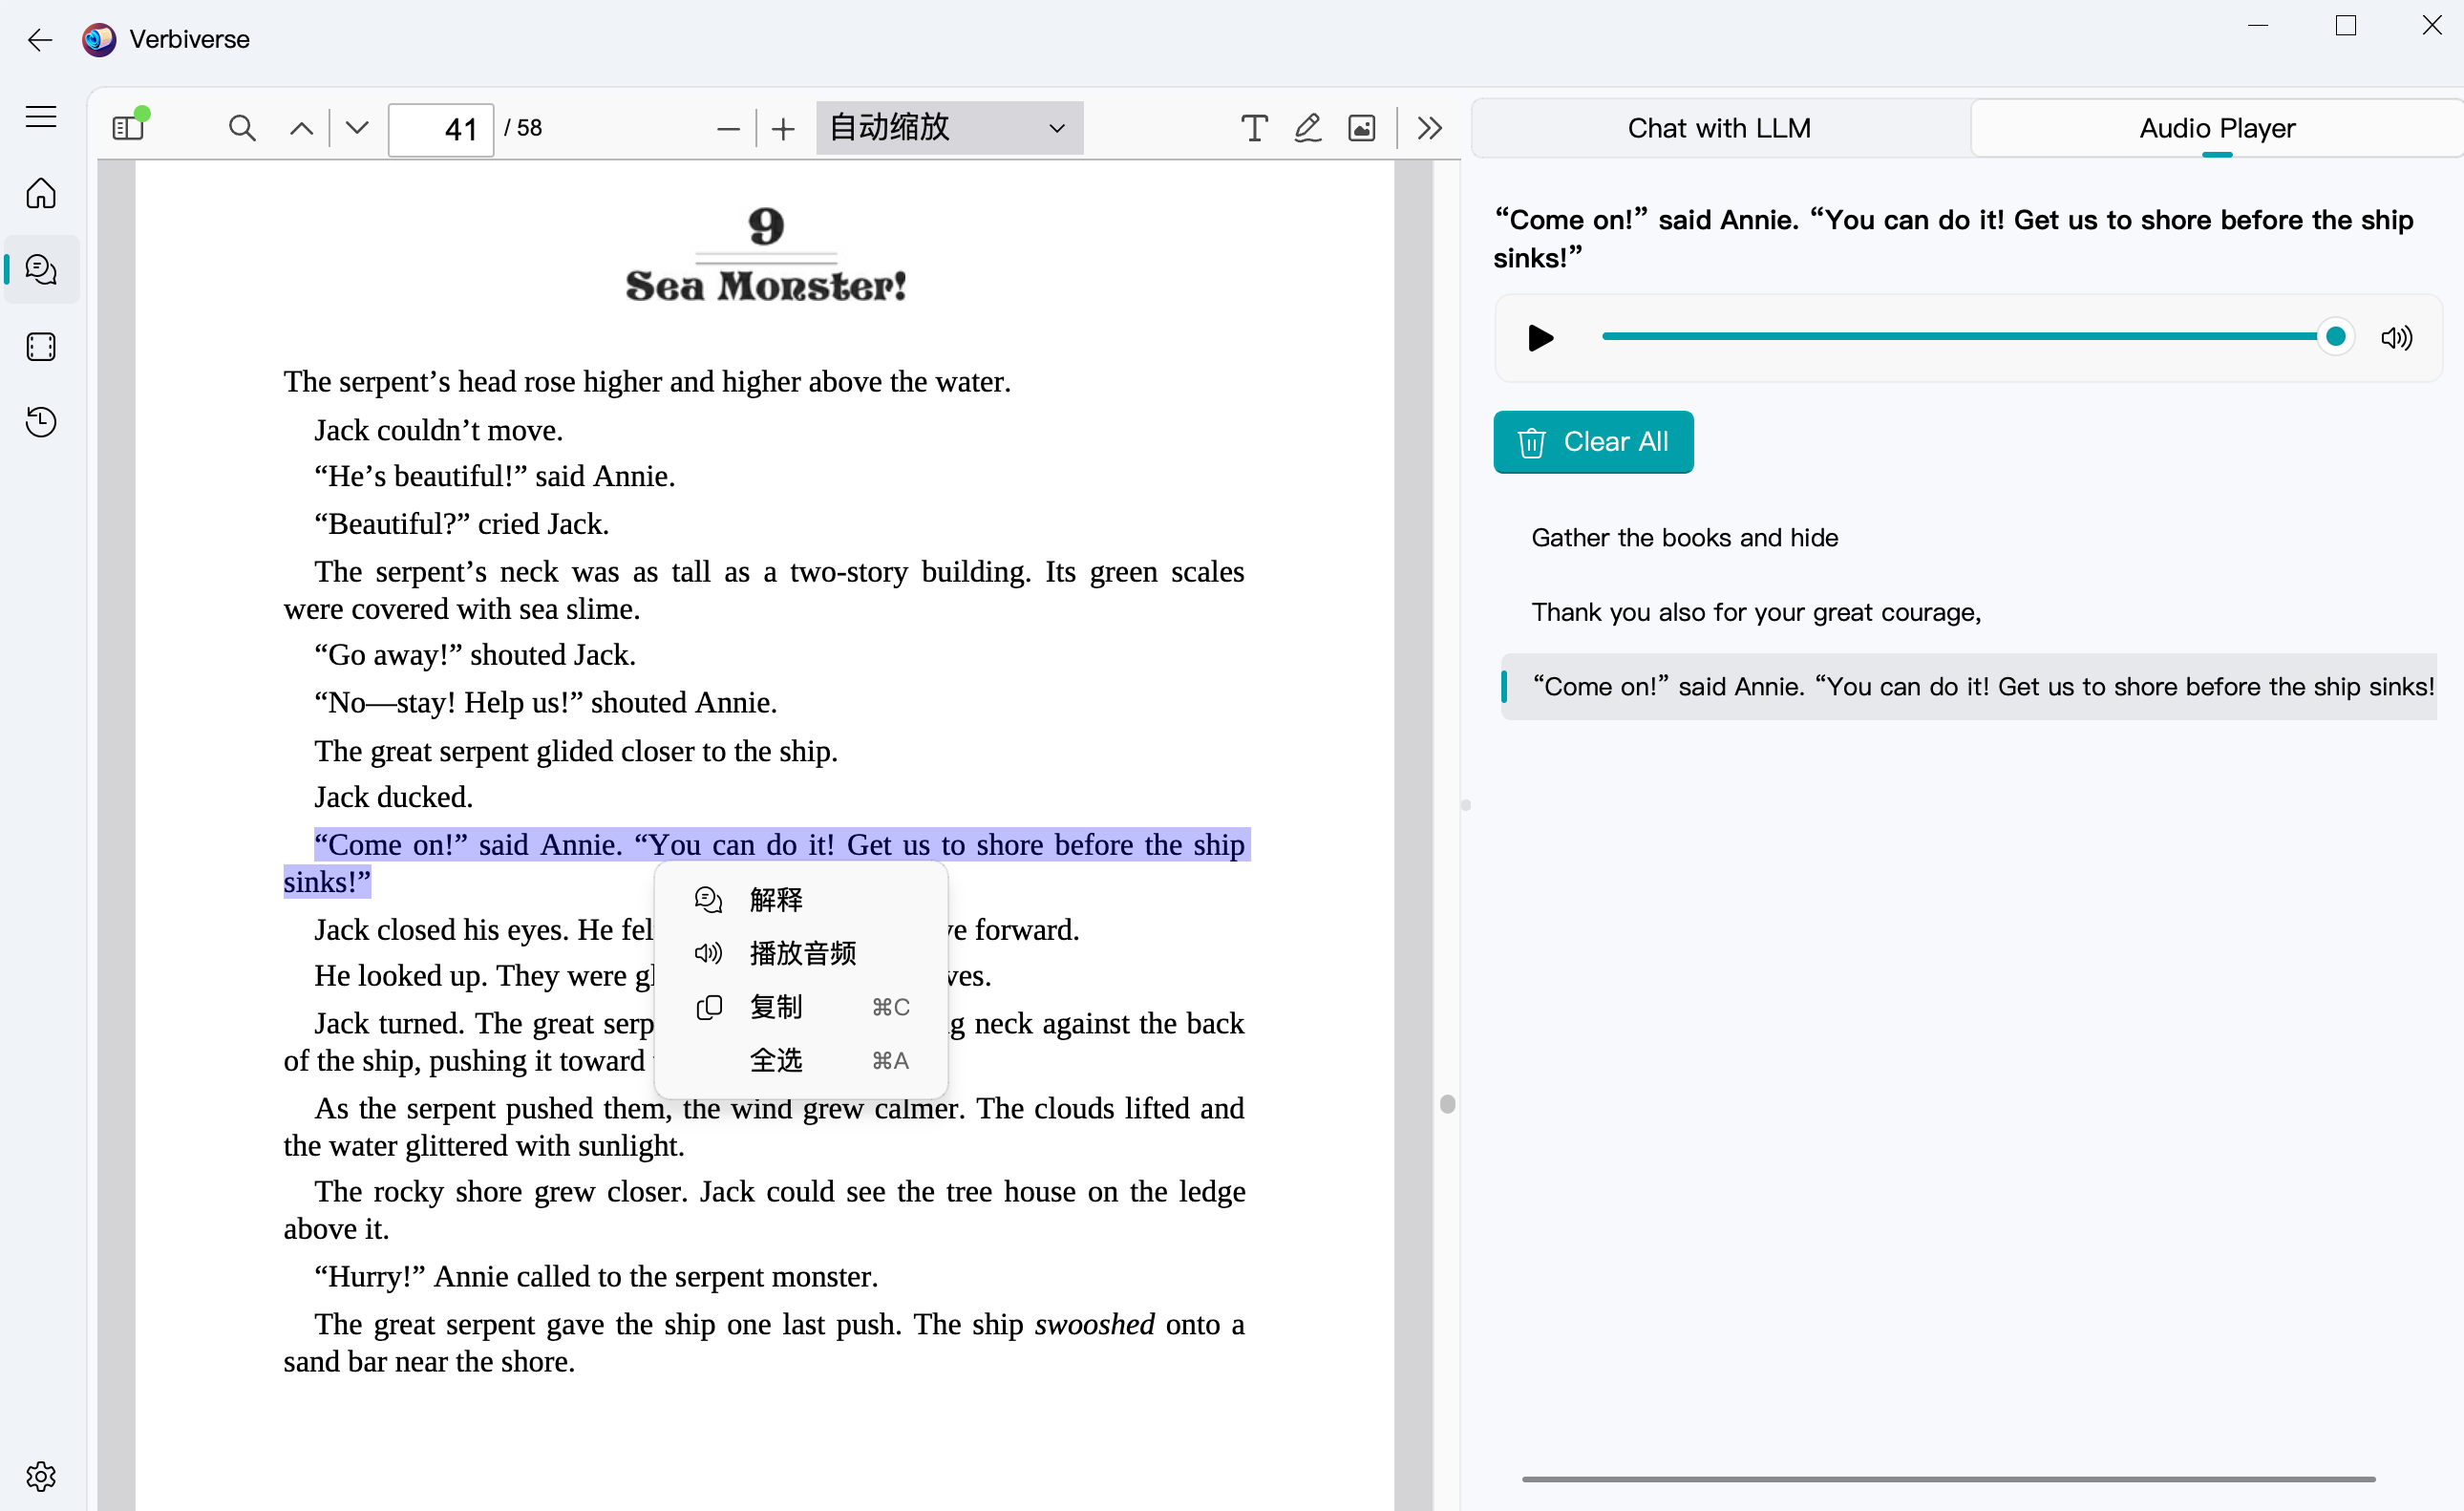 Verbiverse
41 / 58
自动缩放
Chat with LLM
Audio Player
9
Sea Monster!
The serpent’s head rose higher and higher above the water.
Jack couldn’t move.
“He’s beautiful!” said Annie.
“Beautiful?” cried Jack.
The serpent’s neck was as tall as a two-story building. Its green scales
were covered with sea slime.
“Go away!” shouted Jack.
“No—stay! Help us!” shouted Annie.
The great serpent glided closer to the ship.
Jack ducked.
“Come on!” said Annie. “You can do it! Get us to shore before the ship
sinks!”
Jack closed his eyes. He fel
forward.
He looked up. They were
Jack turned. The great
neck against the back
of the ship, pushing it toward
As the serpent pushed them, the wind grew calmer. The clouds lifted and
the water glittered with sunlight.
The rocky shore grew closer. Jack could see the tree house on the ledge
above it.
“Hurry!” Annie called to the serpent monster.
The great serpent gave the ship one last push. The ship swooshed onto a
sand bar near the shore.
解释
播放音频
复制 ⌘C
全选 ⌘A
“Come on!” said Annie. “You can do it! Get us to shore before the ship
sinks!”
Clear All
Gather the books and hide
Thank you also for your great courage,
“Come on!” said Annie. “You can do it! Get us to shore before the ship sinks!